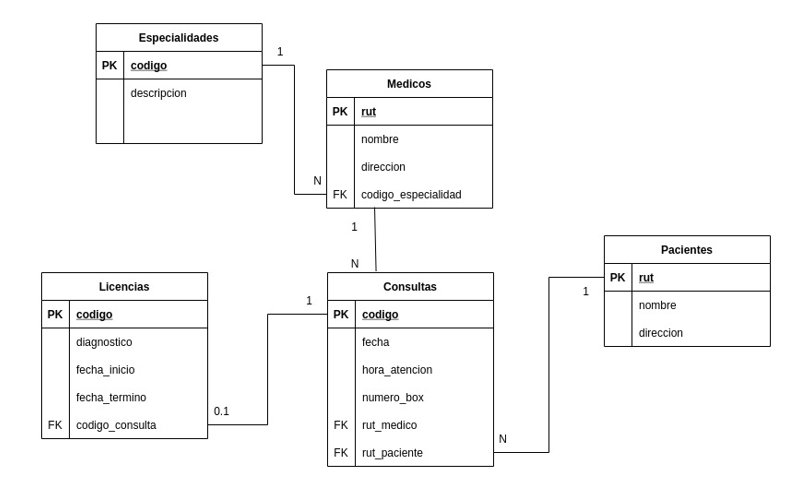 Especialidades
PK codigo
descripcion
1
Medicos
PK rut
nombre
direccion
FK codigo_especialidad
N
1
N
Pacientes
PK rut
nombre
direccion
1
Licencias
PK codigo
diagnostico
fecha_inicio
fecha_termino
FK codigo_consulta
1
0.1
Consultas
PK codigo
fecha
hora_atencion
numero_box
FK rut_medico
FK rut_paciente
N